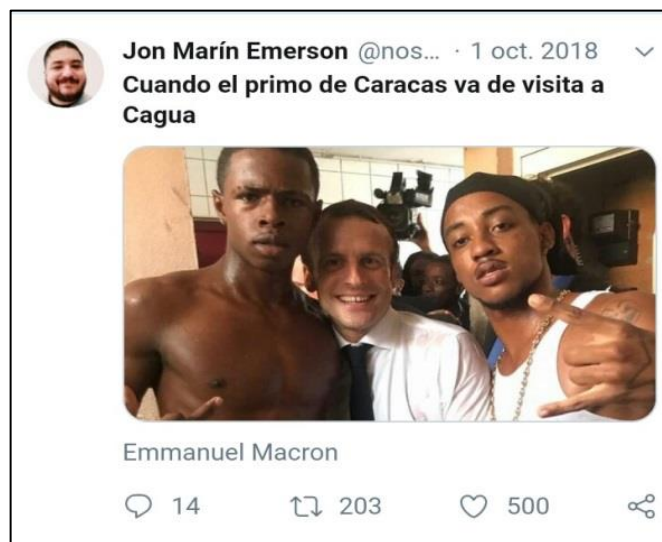 Jon Marín Emerson @nos... · 1 oct. 2018
Cuando el primo de Caracas va de visita a
Cagua
Emmanuel Macron
14 203 500